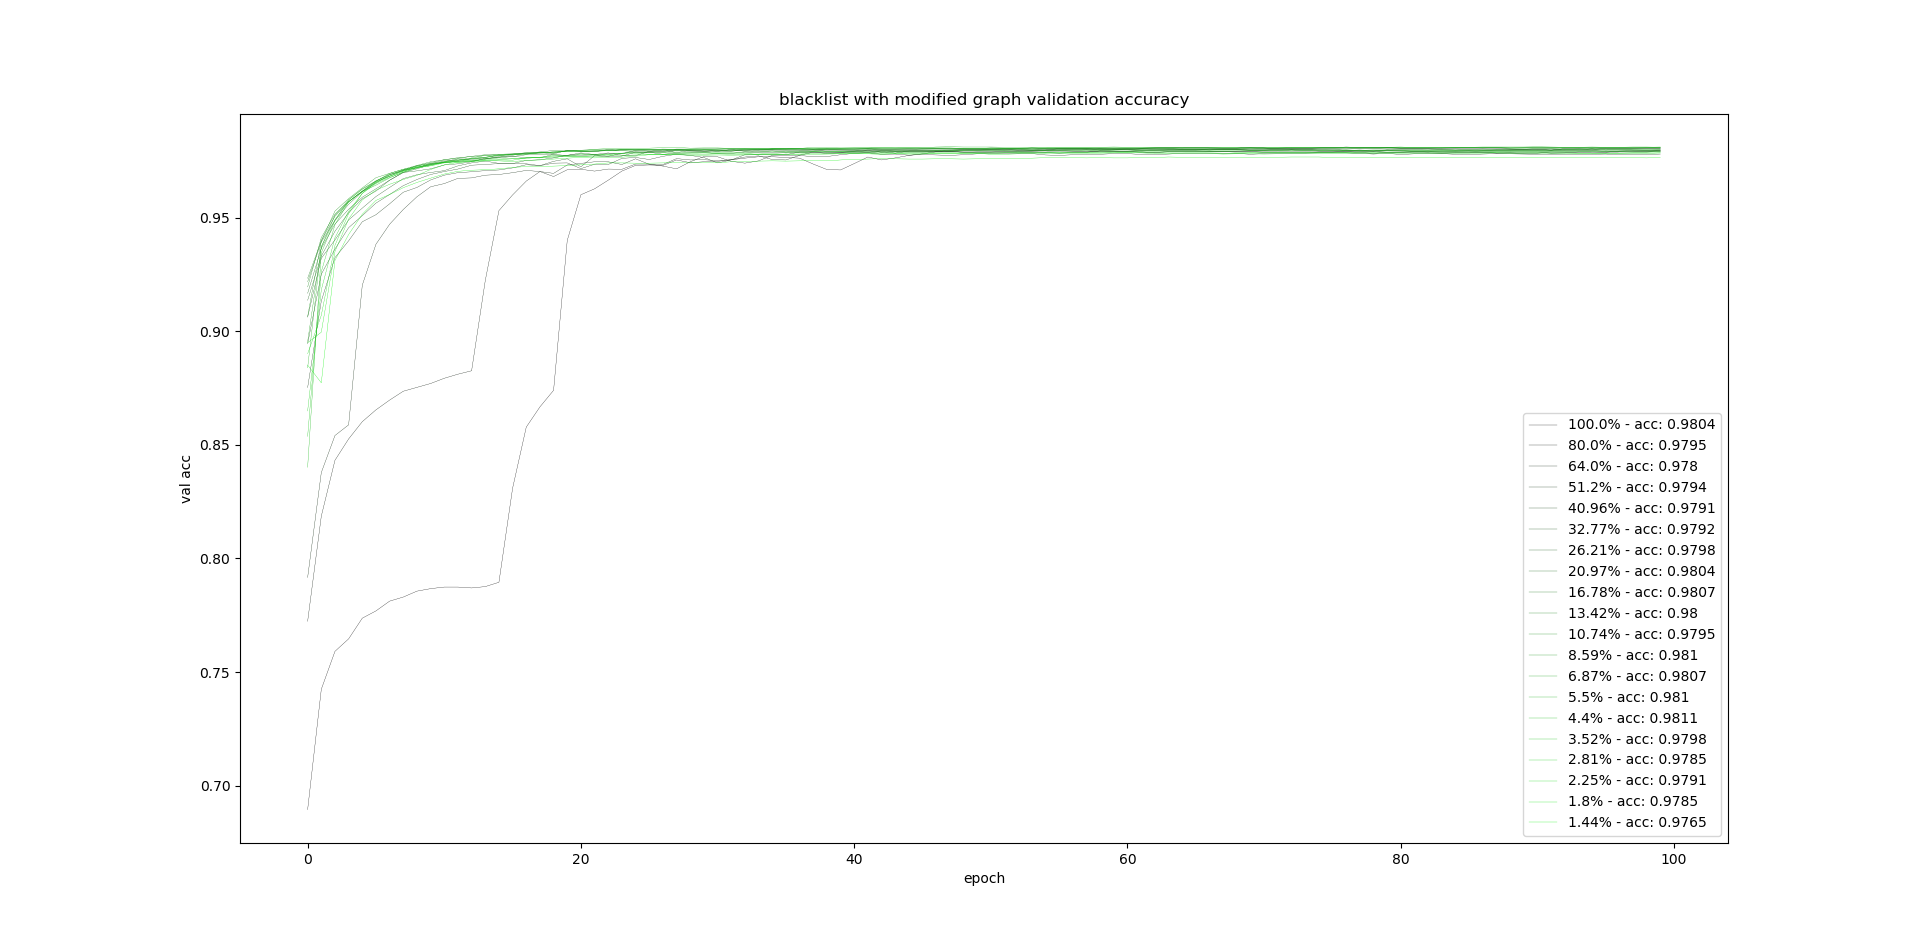 blacklist with modified graph validation accuracy
0.95
0.90
0.85
0.80
0.75
0.70
val acc
100.0% - acc: 0.9804
80.0% - acc: 0.9795
64.0% - acc: 0.978
51.2% - acc: 0.9794
40.96% - acc: 0.9791
32.77% - acc: 0.9792
26.21% - acc: 0.9798
20.97% - acc: 0.9804
16.78% - acc: 0.9807
13.42% - acc: 0.98
10.74% - acc: 0.9795
8.59% - acc: 0.981
6.87% - acc: 0.9807
5.5% - acc: 0.981
4.4% - acc: 0.9811
3.52% - acc: 0.9798
2.81% - acc: 0.9785
2.25% - acc: 0.9791
1.8% - acc: 0.9785
1.44% - acc: 0.9765
0 20 40 60 80 100
epoch